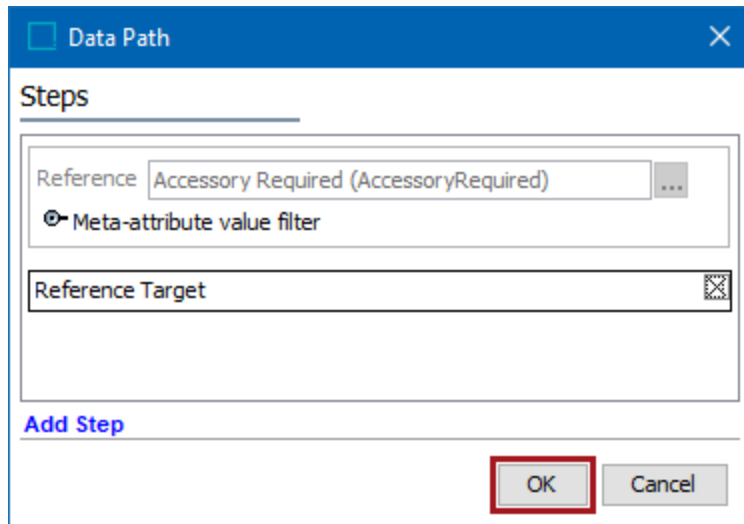 Data Path
Steps
Reference Accessory Required (AccessoryRequired) ...
Meta-attribute value filter
Reference Target
Add Step
OK Cancel